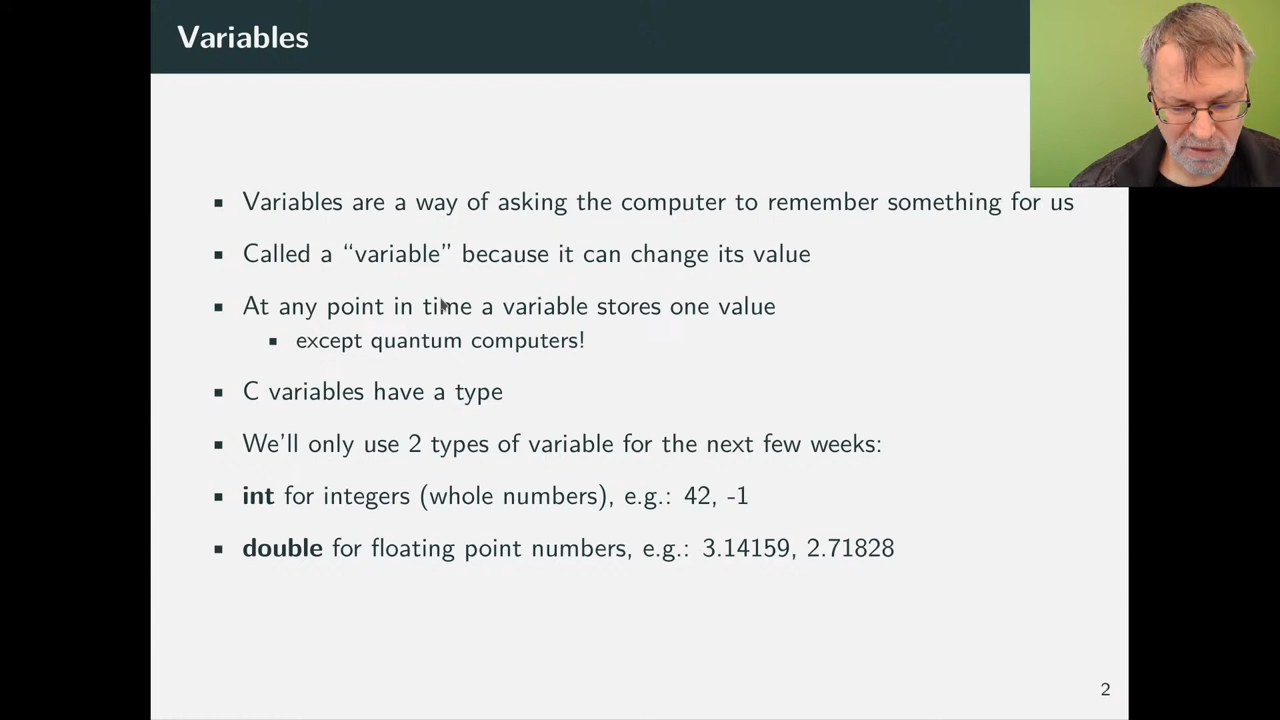 Variables
Variables are a way of asking the computer to remember something for us
Called a “variable” because it can change its value
At any point in time a variable stores one value
except quantum computers!
C variables have a type
We'll only use 2 types of variable for the next few weeks:
int for integers (whole numbers), e.g.: 42, -1
double for floating point numbers, e.g.: 3.14159, 2.71828
2